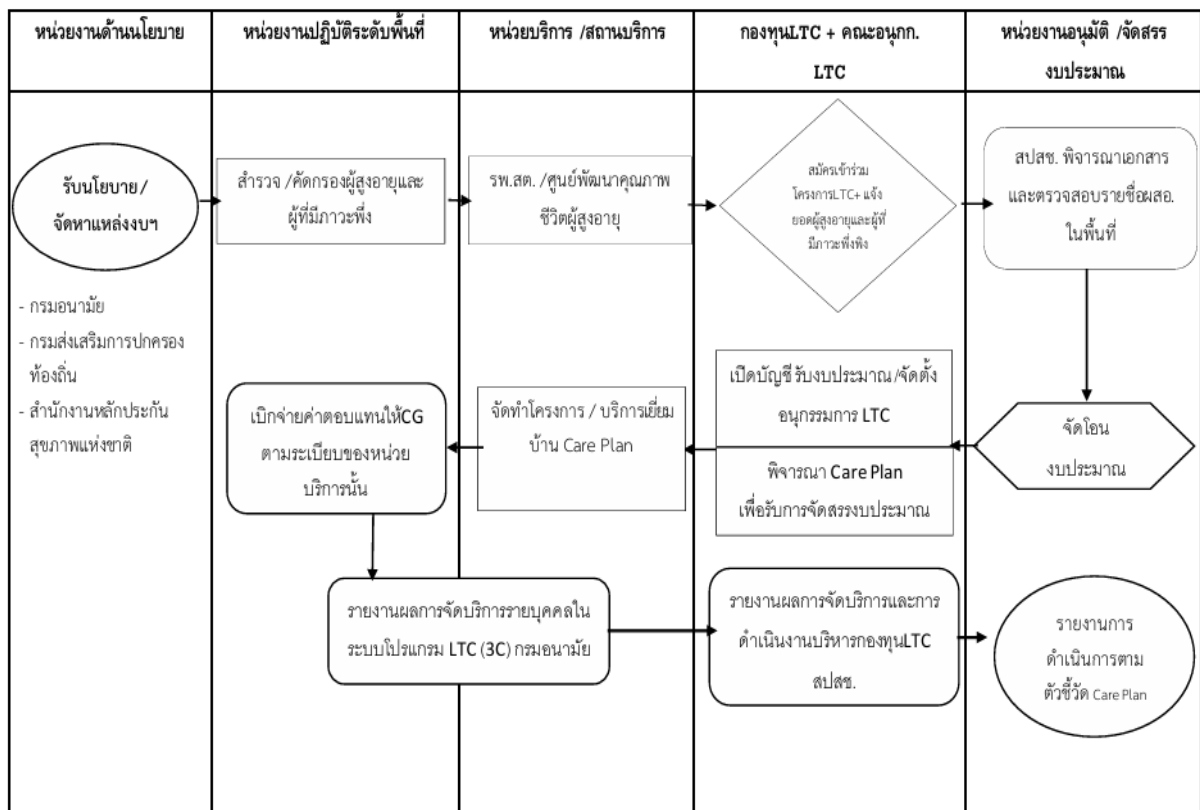 หน่วยงานด้านนโยบาย
หน่วยงานปฏิบัติระดับพื้นที่
หน่วยบริการ /สถานบริการ
กองทุนLTC + คณะอนุกก.
LTC
หน่วยงานอนุมัติ /จัดสรร
งบประมาณ
รับนโยบาย/
จัดหาแหล่งงบฯ
สำรวจ /คัดกรองผู้สูงอายุและ
ผู้ที่มีภาวะพึ่ง
รพ.สต. /ศูนย์พัฒนาคุณภาพ
ชีวิตผู้สูงอายุ
สมัครเข้าร่วม
โครงการLTC+ แจ้ง
ยอดผู้สูงอายุและผู้ที่
มีภาวะพึ่งพิง
สปสช. พิจารณาเอกสาร
และตรวจสอบรายชื่อผสอ.
ในพื้นที่
- กรมอนามัย
- กรมส่งเสริมการปกครอง
ท้องถิ่น
- สำนักงานหลักประกัน
สุขภาพแห่งชาติ
เบิกจ่ายค่าตอบแทนให้CG
ตามระเบียบของหน่วย
บริการนั้น
จัดทำโครงการ / บริการเยี่ยม
บ้าน Care Plan
เปิดบัญชี รับงบประมาณ /จัดตั้ง
อนุกรรมการ LTC
พิจารณา Care Plan
เพื่อรับการจัดสรรงบประมาณ
จัดโอน
งบประมาณ
รายงานผลการจัดบริการรายบุคคลใน
ระบบโปรแกรม LTC (3C) กรมอนามัย
รายงานผลการจัดบริการและการ
ดำเนินงานบริหารกองทุนLTC
สปสช.
รายงานการ
ดำเนินการตาม
ตัวชี้วัด Care Plan